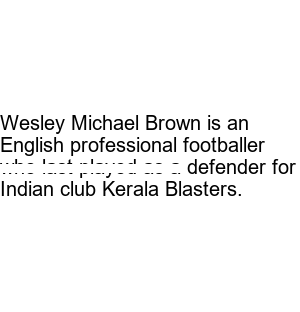 Wesley Michael Brown is an
English professional footballer
who last played as a defender for
Indian club Kerala Blasters.